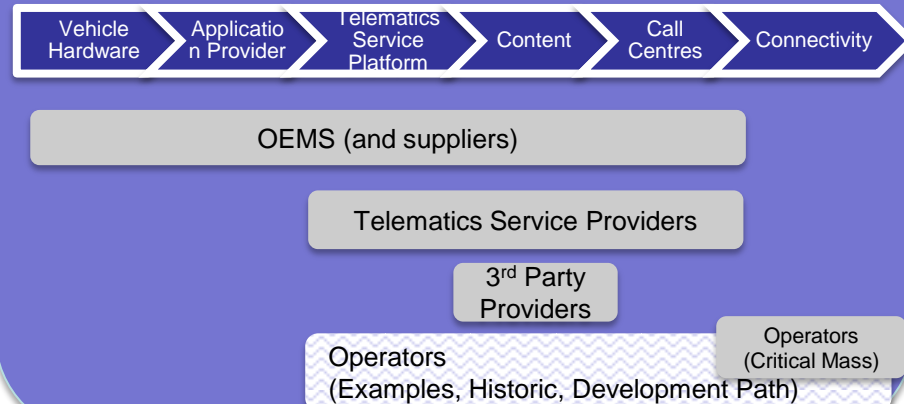 Vehicle
Hardware
Applicatio
n Provider
Telematics
Service
Platform
Content
Call
Centres
Connectivity
OEMS (and suppliers)
Telematics Service Providers
3rd Party
Providers
Operators
(Critical Mass)
Operators
(Examples, Historic, Development Path)